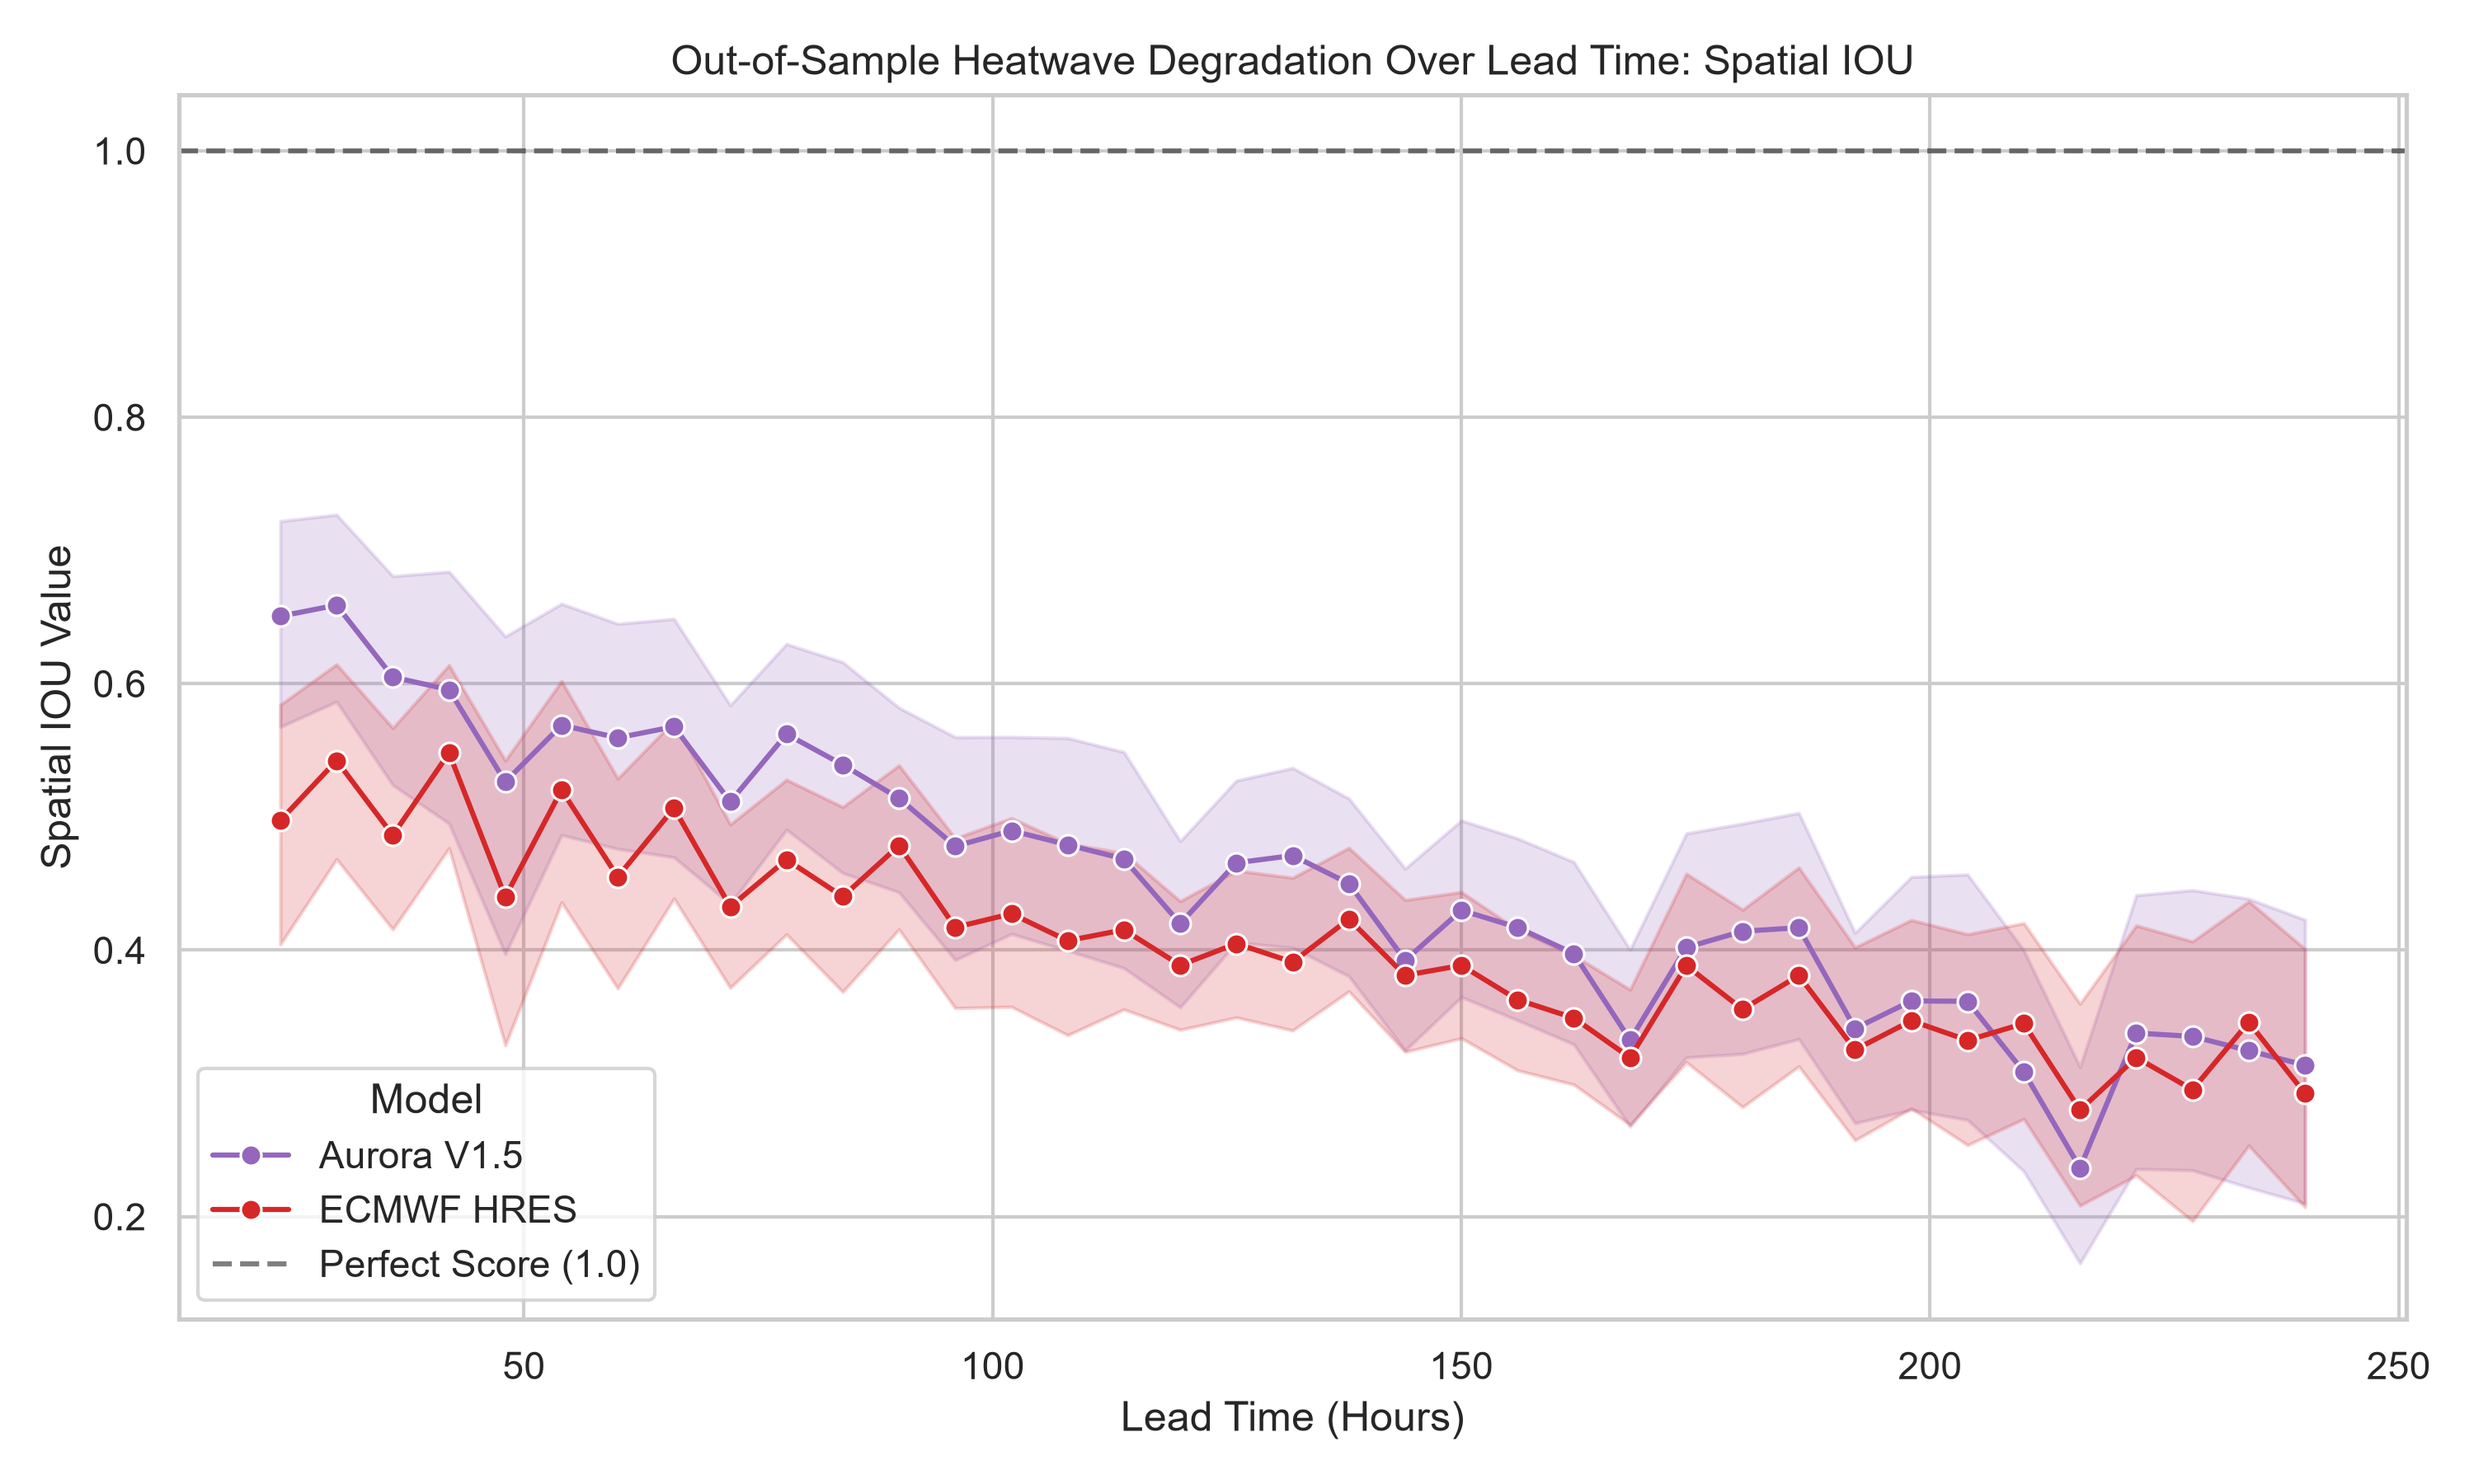 Out-of-Sample Heatwave Degradation Over Lead Time: Spatial IOU
1.0
0.8
0.6
0.4
0.2
Spatial IOU Value
Model
Aurora V1.5
ECMWF HRES
Perfect Score (1.0)
50
100
150
200
250
Lead Time (Hours)